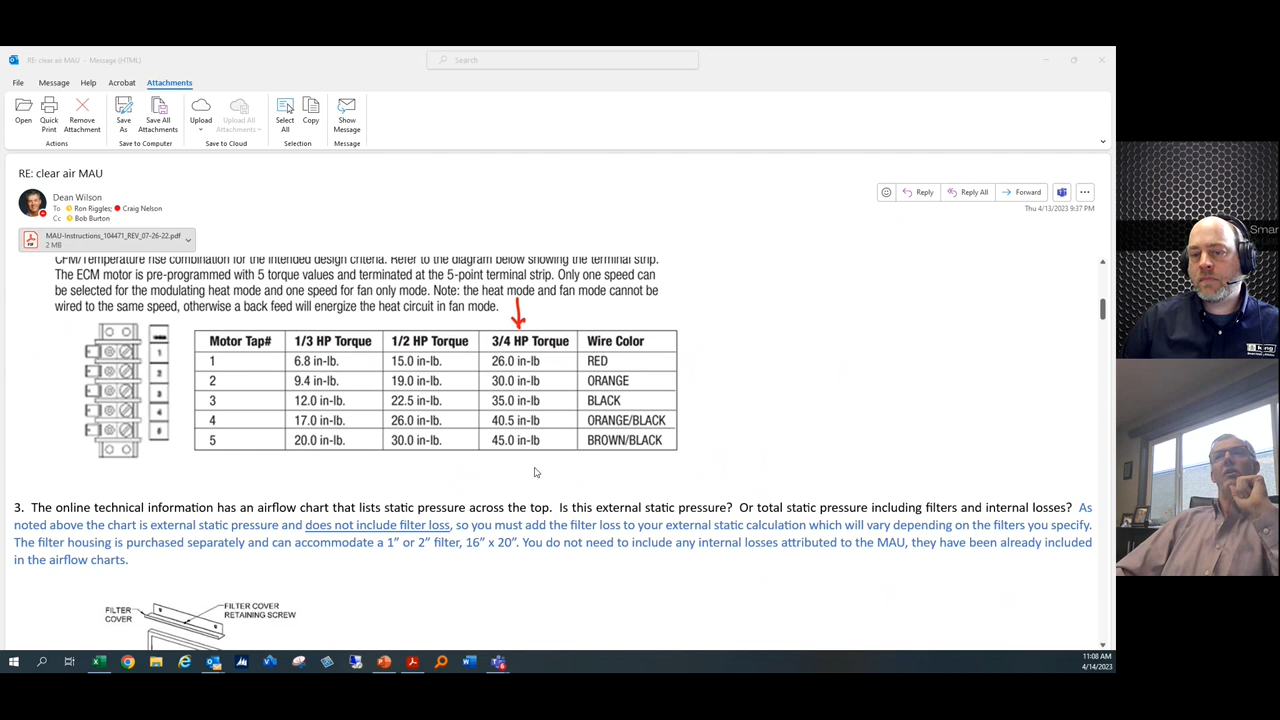 RE: clear air MAU - Message (HTML)
Search
File Message Help Acrobat Attachments
Open
Quick Print
Remove Attachment
Save As
Save All Attachments
Upload
Upload All Attachments
Select All
Copy
Show Message
Actions Save to Computer Save to Cloud Selection Message
RE: clear air MAU
Dean Wilson
To Ron Riggles; Craig Nelson
Cc Bob Burton
Reply Reply All Forward
Thu 4/13/2023 9:37 PM
MAU-Instructions_104471_REV_07-26-22.pdf
2 MB
CFM/Temperature rise combination for the intended design criteria. Refer to the diagram below showing the terminal strip.
The ECM motor is pre-programmed with 5 torque values and terminated at the 5-point terminal strip. Only one speed can
be selected for the modulating heat mode and one speed for fan only mode. Note: the heat mode and fan mode cannot be
wired to the same speed, otherwise a back feed will energize the heat circuit in fan mode.
1
2
3
4
5
Motor Tap# 1/3 HP Torque 1/2 HP Torque 3/4 HP Torque Wire Color
1 6.8 in-lb. 15.0 in-lb. 26.0 in-lb RED
2 9.4 in-lb. 19.0 in-lb. 30.0 in-lb ORANGE
3 12.0 in-lb. 22.5 in-lb. 35.0 in-lb BLACK
4 17.0 in-lb. 26.0 in-lb. 40.5 in-lb ORANGE/BLACK
5 20.0 in-lb. 30.0 in-lb. 45.0 in-lb BROWN/BLACK
3. The online technical information has an airflow chart that lists static pressure across the top. Is this external static pressure? Or total static pressure including filters and internal losses? As
noted above the chart is external static pressure and does not include filter loss, so you must add the filter loss to your external static calculation which will vary depending on the filters you specify.
The filter housing is purchased separately and can accommodate a 1” or 2” filter, 16” x 20”. You do not need to include any internal losses attributed to the MAU, they have been already included
in the airflow charts.
FILTER COVER
FILTER COVER RETAINING SCREW
Smar
king
11:08 AM
4/14/2023